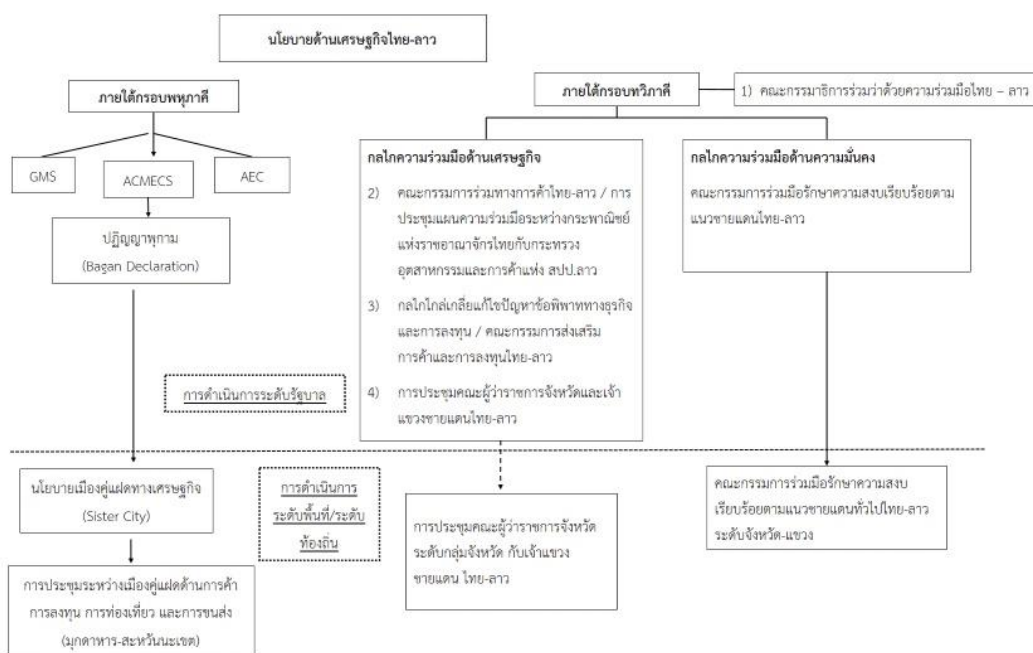 นโยบายด้านเศรษฐกิจไทย-ลาว
ภายใต้กรอบพหุภาคี
GMS
ACMECS
AEC
ปฏิญญาพุกาม
(Bagan Declaration)
ภายใต้กรอบทวิภาคี
1) คณะกรรมาธิการร่วมว่าด้วยความร่วมมือไทย – ลาว
กลไกความร่วมมือด้านเศรษฐกิจ
2) คณะกรรมการร่วมทางการค้าไทย-ลาว / การ
ประชุมแผนความร่วมมือระหว่างกระพาณิชย์
แห่งราชอาณาจักรไทยกับกระทรวง
อุตสาหกรรมและการค้าแห่ง สปป.ลาว
3) กลไกไกล่เกลี่ยแก้ไขปัญหาข้อพิพาททางธุรกิจ
และการลงทุน / คณะกรรมการส่งเสริม
การค้าและการลงทุนไทย-ลาว
4) การประชุมคณะผู้ว่าราชการจังหวัดและเจ้า
แขวงชายแดนไทย-ลาว
กลไกความร่วมมือด้านความมั่นคง
คณะกรรมการร่วมมือรักษาความสงบเรียบร้อยตาม
แนวชายแดนไทย-ลาว
การดำเนินการระดับรัฐบาล
นโยบายเมืองคู่แฝดทางเศรษฐกิจ
(Sister City)
การประชุมระหว่างเมืองคู่แฝดด้านการค้า
การลงทุน การท่องเที่ยว และการขนส่ง
(มุกดาหาร-สะหวันนะเขต)
การดำเนินการ
ระดับพื้นที่/ระดับ
ท้องถิ่น
การประชุมคณะผู้ว่าราชการจังหวัด
ระดับกลุ่มจังหวัด กับเจ้าแขวง
ชายแดน ไทย-ลาว
คณะกรรมการร่วมมือรักษาความสงบ
เรียบร้อยตามแนวชายแดนทั่วไปไทย-ลาว
ระดับจังหวัด-แขวง